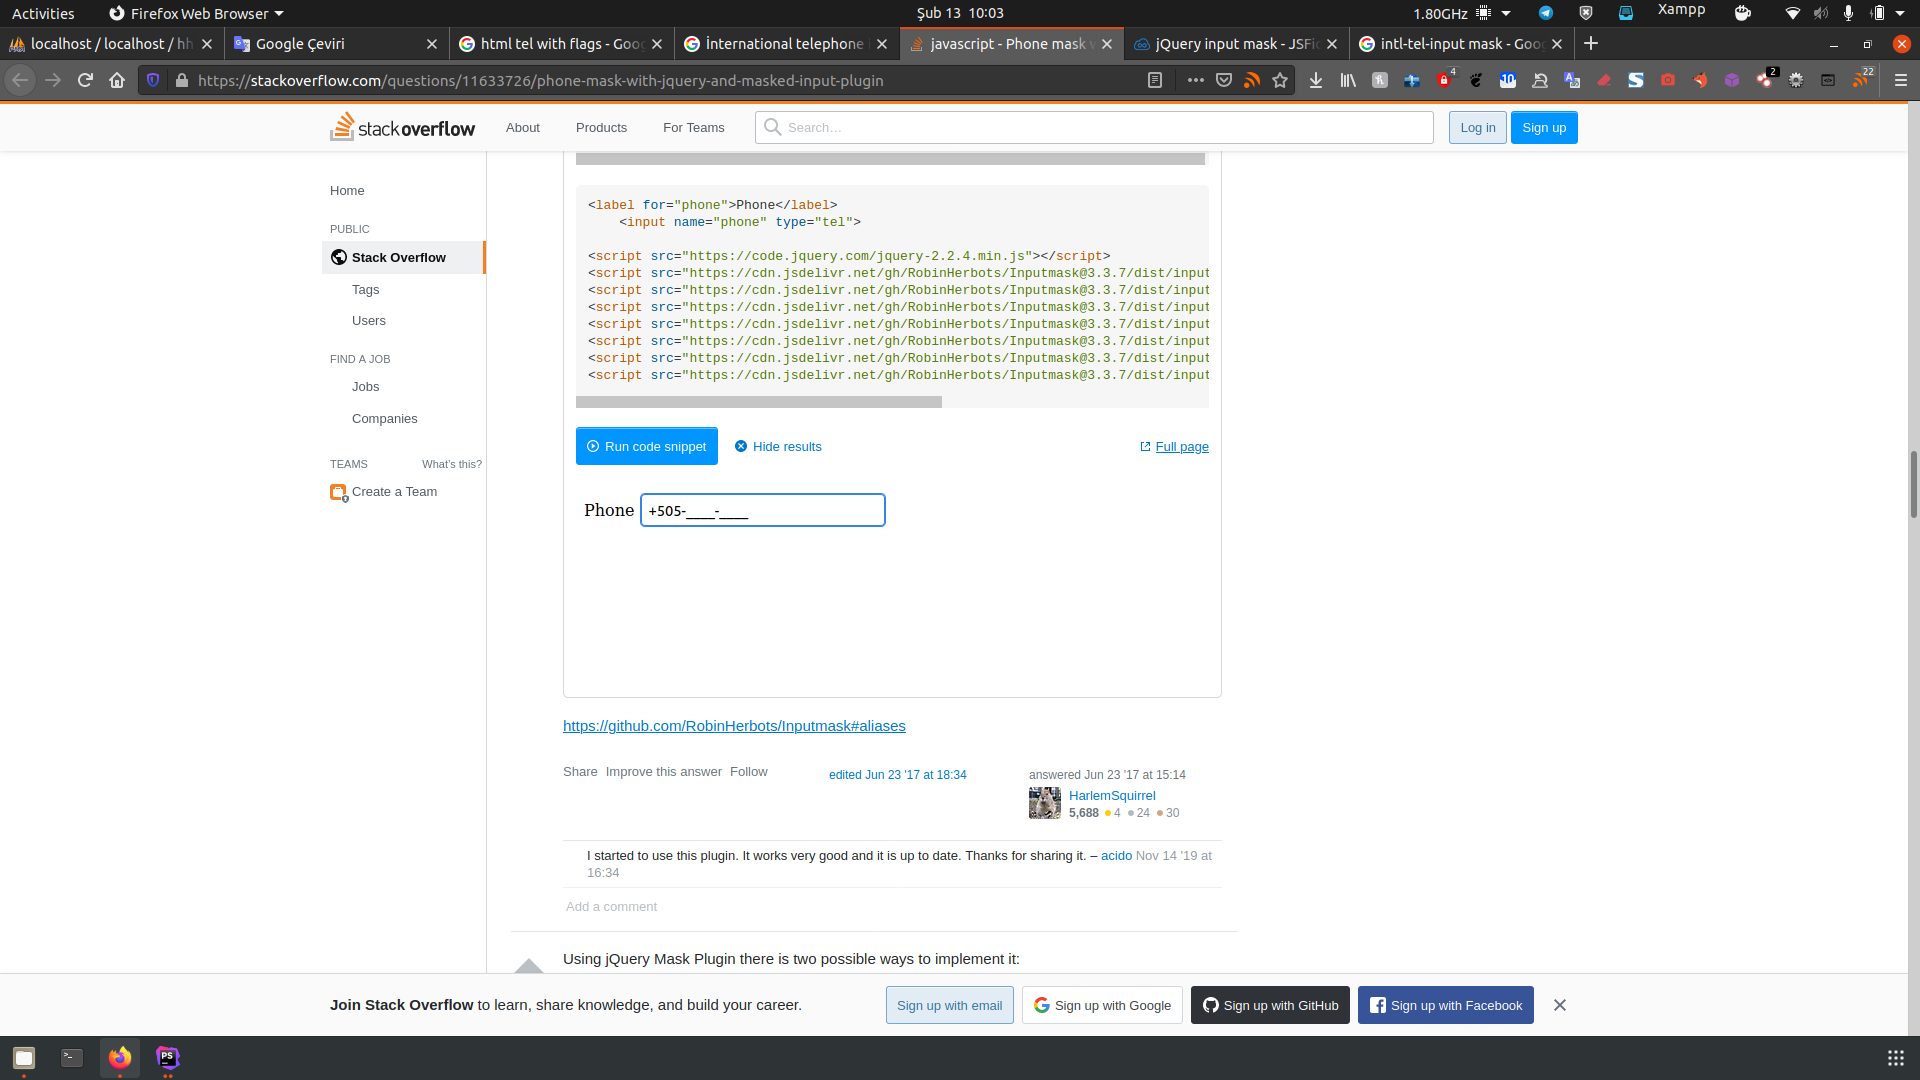 Activities
Firefox Web Browser
Şub 13 10:03
1.80GHz
Xampp
localhost / localhost / hh
Google Çeviri
html tel with flags - Goo
İnternational telephone
javascript - Phone mask
jQuery input mask - JSFi
intl-tel-input mask - Goo
https://stackoverflow.com/questions/11633726/phone-mask-with-jquery-and-masked-input-plugin
4
10
2
22
stackoverflow
About
Products
For Teams
Search…
Log in
Sign up
Home
PUBLIC
Stack Overflow
Tags
Users
FIND A JOB
Jobs
Companies
TEAMS
What's this?
Create a Team
<label for="phone">Phone</label>
<input name="phone" type="tel">
<script src="https://code.jquery.com/jquery-2.2.4.min.js"></script>
<script src="https://cdn.jsdelivr.net/gh/RobinHerbots/Inputmask@3.3.7/dist/input
<script src="https://cdn.jsdelivr.net/gh/RobinHerbots/Inputmask@3.3.7/dist/input
<script src="https://cdn.jsdelivr.net/gh/RobinHerbots/Inputmask@3.3.7/dist/input
<script src="https://cdn.jsdelivr.net/gh/RobinHerbots/Inputmask@3.3.7/dist/input
<script src="https://cdn.jsdelivr.net/gh/RobinHerbots/Inputmask@3.3.7/dist/input
<script src="https://cdn.jsdelivr.net/gh/RobinHerbots/Inputmask@3.3.7/dist/input
<script src="https://cdn.jsdelivr.net/gh/RobinHerbots/Inputmask@3.3.7/dist/input
Run code snippet
Hide results
Full page
Phone
+505-____-____
https://github.com/RobinHerbots/Inputmask#aliases
Share Improve this answer Follow
edited Jun 23 '17 at 18:34
answered Jun 23 '17 at 15:14
HarlemSquirrel
5,688 ●4 ●24 ●30
I started to use this plugin. It works very good and it is up to date. Thanks for sharing it. – acido Nov 14 '19 at
16:34
Add a comment
Using jQuery Mask Plugin there is two possible ways to implement it:
Join Stack Overflow to learn, share knowledge, and build your career.
Sign up with email
Sign up with Google
Sign up with GitHub
Sign up with Facebook
PS